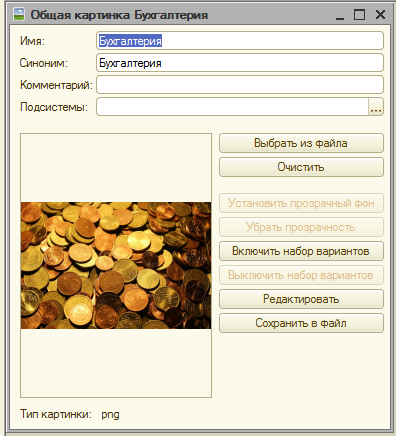 Общая картинка Бухгалтерия
Имя: Бухгалтерия
Синоним: Бухгалтерия
Комментарий:
Подсистемы: ...
Выбрать из файла
Очистить
Установить прозрачный фон
Убрать прозрачность
Включить набор вариантов
Выключить набор вариантов
Редактировать
Сохранить в файл
Тип картинки: png